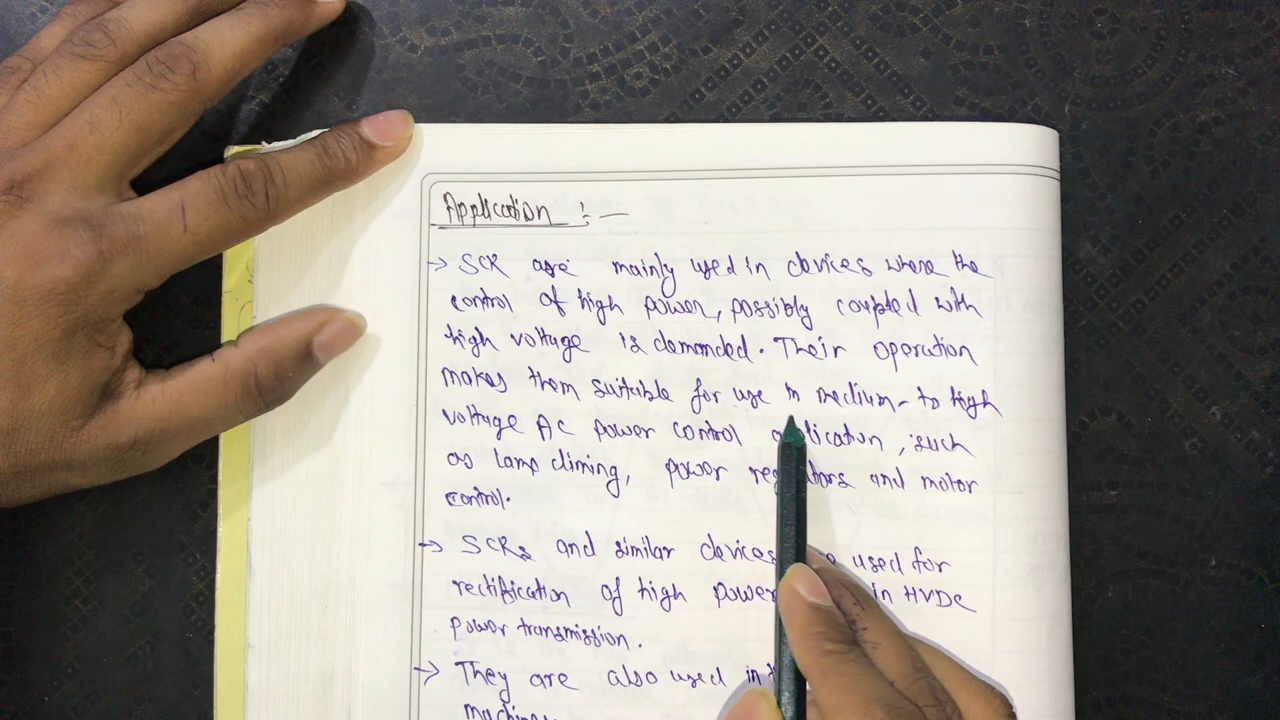 Application :-
→ SCR are mainly used in devices where the
control of high power, possibly coupled with
high voltage is demanded. Their operation
makes them suitable for use in medium- to high
voltage AC power control application, such
as lamp dimming, power regulators and motor
control.
→ SCRs and similar devices used for
rectification of high power in HVDC
power transmission.
→ They are also used in
machines